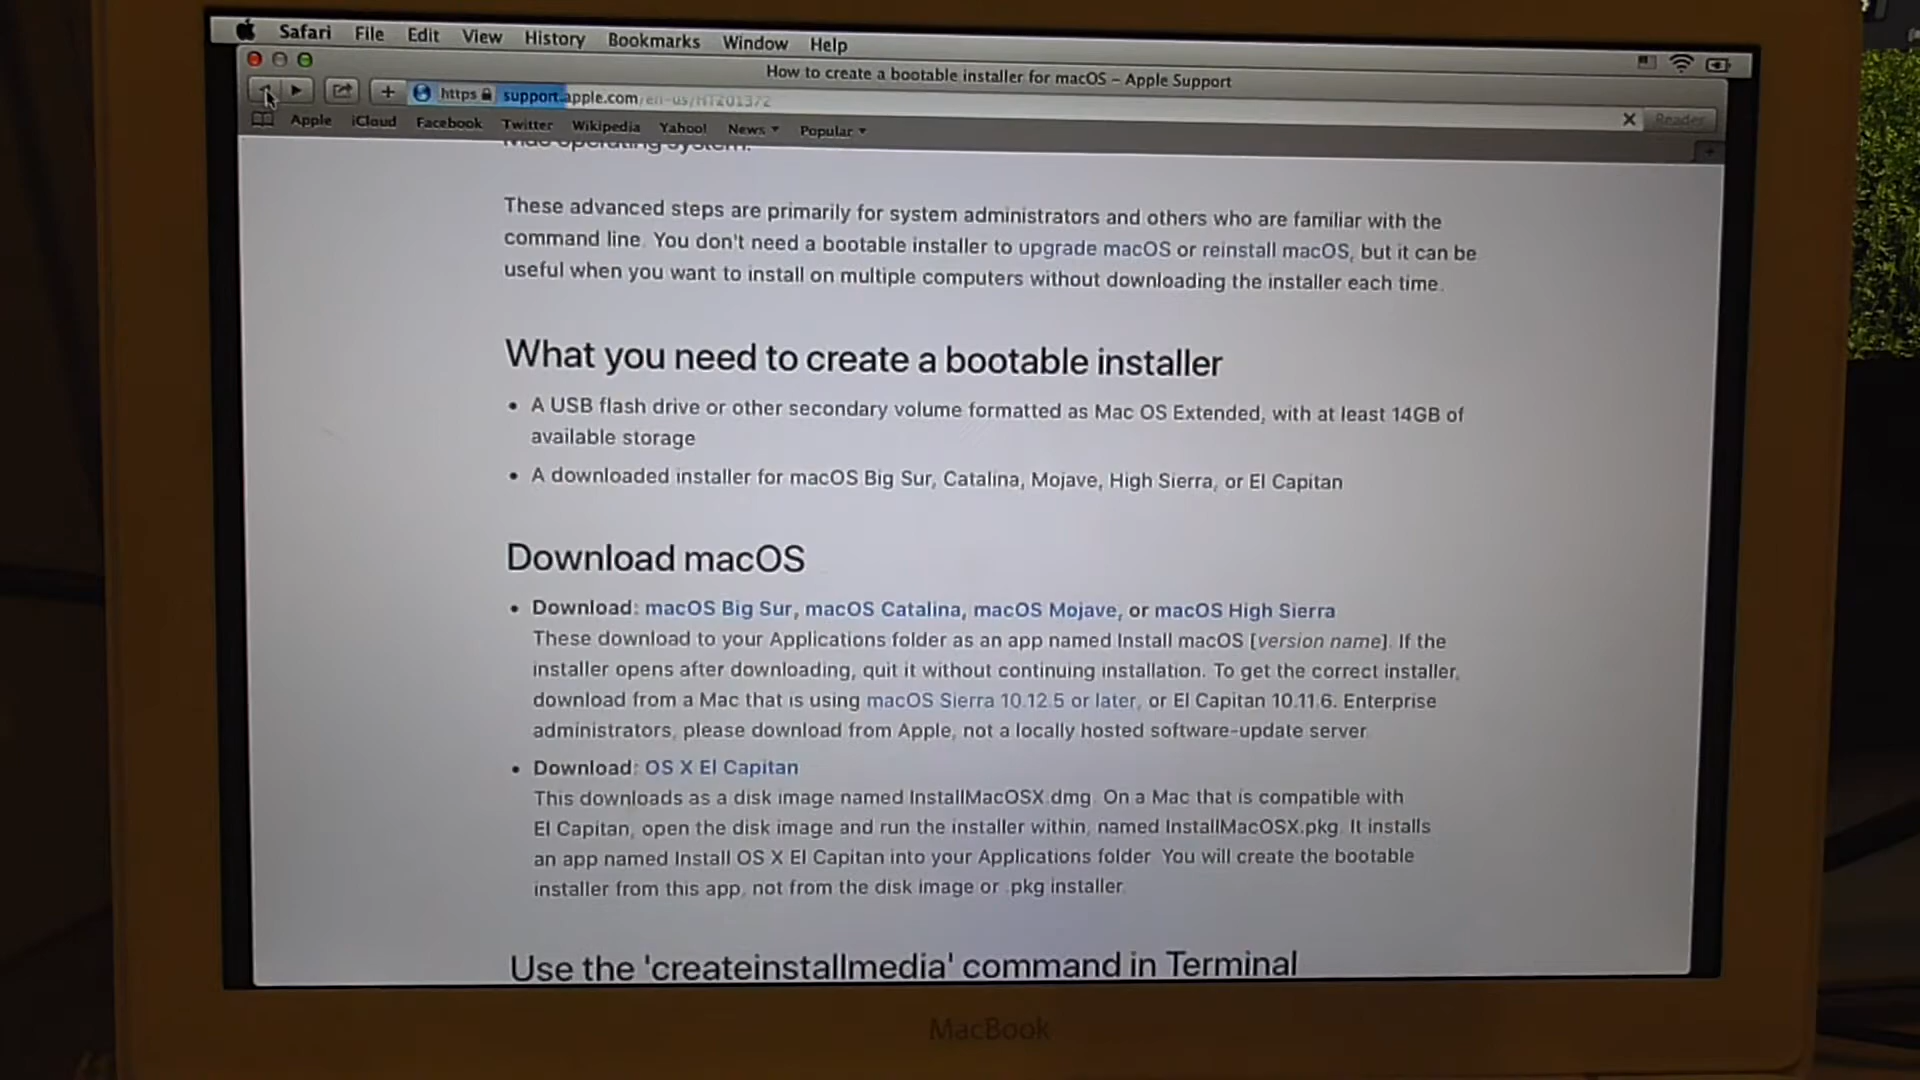 Safari File Edit View History Bookmarks Window Help
How to create a bootable installer for macOS – Apple Support
https support.apple.com/en-us/HT201372
Reader
Apple iCloud Facebook Twitter Wikipedia Yahoo! News Popular
Mac operating system.
These advanced steps are primarily for system administrators and others who are familiar with the
command line. You don't need a bootable installer to upgrade macOS or reinstall macOS, but it can be
useful when you want to install on multiple computers without downloading the installer each time.
What you need to create a bootable installer
• A USB flash drive or other secondary volume formatted as Mac OS Extended, with at least 14GB of
available storage
• A downloaded installer for macOS Big Sur, Catalina, Mojave, High Sierra, or El Capitan
Download macOS
• Download: macOS Big Sur, macOS Catalina, macOS Mojave, or macOS High Sierra
These download to your Applications folder as an app named Install macOS [version name]. If the
installer opens after downloading, quit it without continuing installation. To get the correct installer,
download from a Mac that is using macOS Sierra 10.12.5 or later, or El Capitan 10.11.6. Enterprise
administrators, please download from Apple, not a locally hosted software-update server.
• Download: OS X El Capitan
This downloads as a disk image named InstallMacOSX.dmg. On a Mac that is compatible with
El Capitan, open the disk image and run the installer within, named InstallMacOSX.pkg. It installs
an app named Install OS X El Capitan into your Applications folder. You will create the bootable
installer from this app, not from the disk image or .pkg installer.
Use the 'createinstallmedia' command in Terminal
MacBook